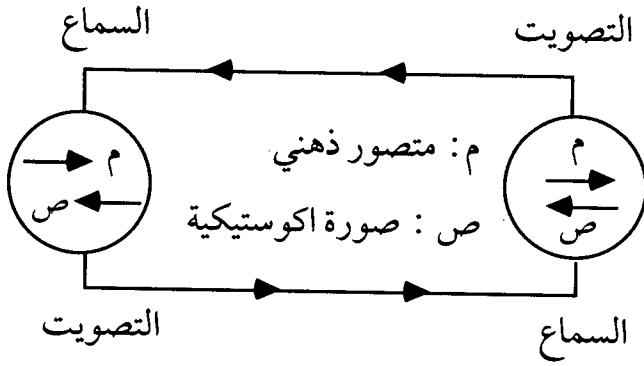 التصويت
السماع
م
م : متصور ذهني
م
ص
ص : صورة اكوستيكية
ص
السماع
التصويت